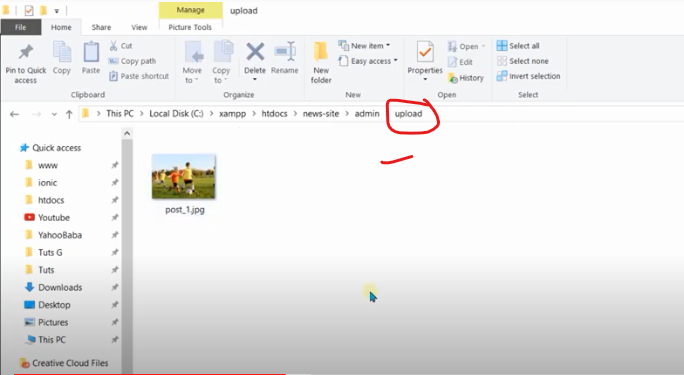 Manage
upload
File
Home
Share
View
Picture Tools
Pin to Quick access
Copy
Paste
Cut
Copy path
Paste shortcut
Clipboard
Move to
Copy to
Delete
Rename
Organize
New folder
New item
Easy access
New
Properties
Open
Edit
History
Open
Select all
Select none
Invert selection
Select
This PC > Local Disk (C:) > xampp > htdocs > news-site > admin upload
Quick access
www
ionic
htdocs
Youtube
YahooBaba
Tuts G
Tuts
Downloads
Desktop
Pictures
This PC
Creative Cloud Files
post_1.jpg